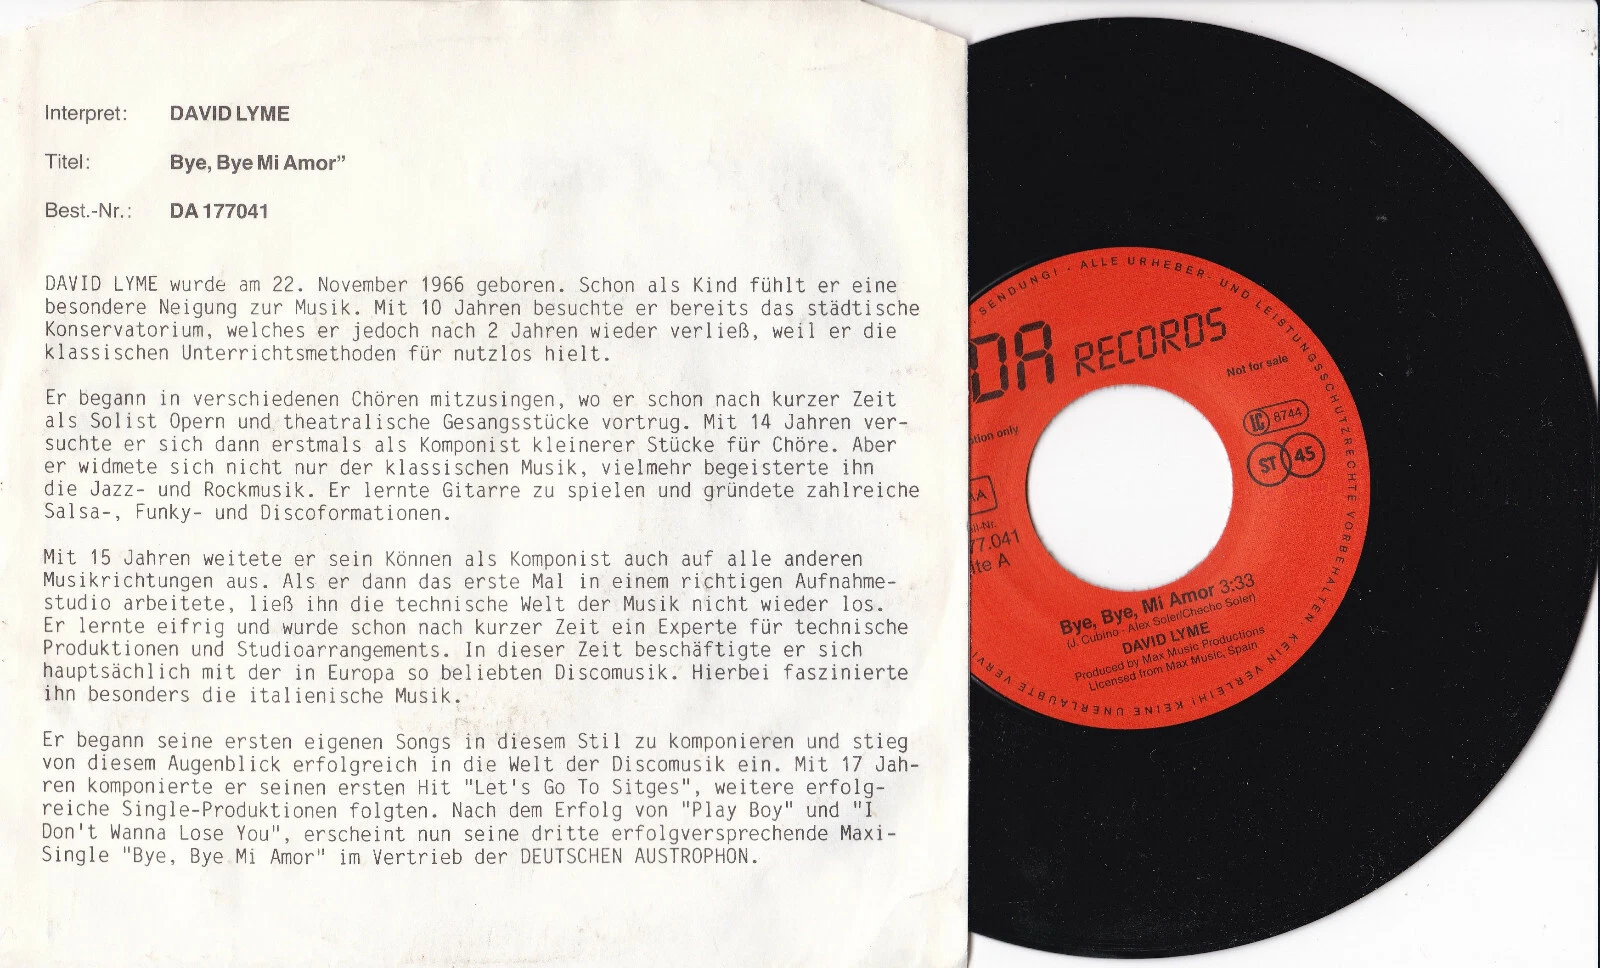 Interpret: DAVID LYME
Titel: Bye, Bye Mi Amor”
Best.-Nr.: DA 177041
DAVID LYME wurde am 22. November 1966 geboren. Schon als Kind fühlt er eine
besondere Neigung zur Musik. Mit 10 Jahren besuchte er bereits das städtische
Konservatorium, welches er jedoch nach 2 Jahren wieder verließ, weil er die
klassischen Unterrichtsmethoden für nutzlos hielt.
Er begann in verschiedenen Chören mitzusingen, wo er schon nach kurzer Zeit
als Solist Opern und theatralische Gesangsstücke vortrug. Mit 14 Jahren ver-
suchte er sich dann erstmals als Komponist kleinerer Stücke für Chöre. Aber
er widmete sich nicht nur der klassischen Musik, vielmehr begeisterte ihn
die Jazz- und Rockmusik. Er lernte Gitarre zu spielen und gründete zahlreiche
Salsa-, Funky- und Discoformationen.
Mit 15 Jahren weitete er sein Können als Komponist auch auf alle anderen
Musikrichtungen aus. Als er dann das erste Mal in einem richtigen Aufnahme-
studio arbeitete, ließ ihn die technische Welt der Musik nicht wieder los.
Er lernte eifrig und wurde schon nach kurzer Zeit ein Experte für technische
Produktionen und Studioarrangements. In dieser Zeit beschäftigte er sich
hauptsächlich mit der in Europa so beliebten Discomusik. Hierbei faszinierte
ihn besonders die italienische Musik.
Er begann seine ersten eigenen Songs in diesem Stil zu komponieren und stieg
von diesem Augenblick erfolgreich in die Welt der Discomusik ein. Mit 17 Jah-
ren komponierte er seinen ersten Hit "Let's Go To Sitges", weitere erfolg-
reiche Single-Produktionen folgten. Nach dem Erfolg von "Play Boy" und "I
Don't Wanna Lose You", erscheint nun seine dritte erfolgversprechende Maxi-
Single "Bye, Bye Mi Amor" im Vertrieb der DEUTSCHEN AUSTROPHON.
SENDUNG! · ALLE URHEBER- UND LEISTUNGSSCHUTZRECHTE VORBEHALTEN. KEIN VERLEIH! KEINE UNERLAUBTE VERVI
DA RECORDS
Not for sale
only
LC 8744
ST 45
77.041
A
Bye, Bye, Mi Amor 3:33
(J. Cubino - Alex Soler/Checho Soler)
DAVID LYME
Produced by Max Music Productions
Licensed from Max Music, Spain